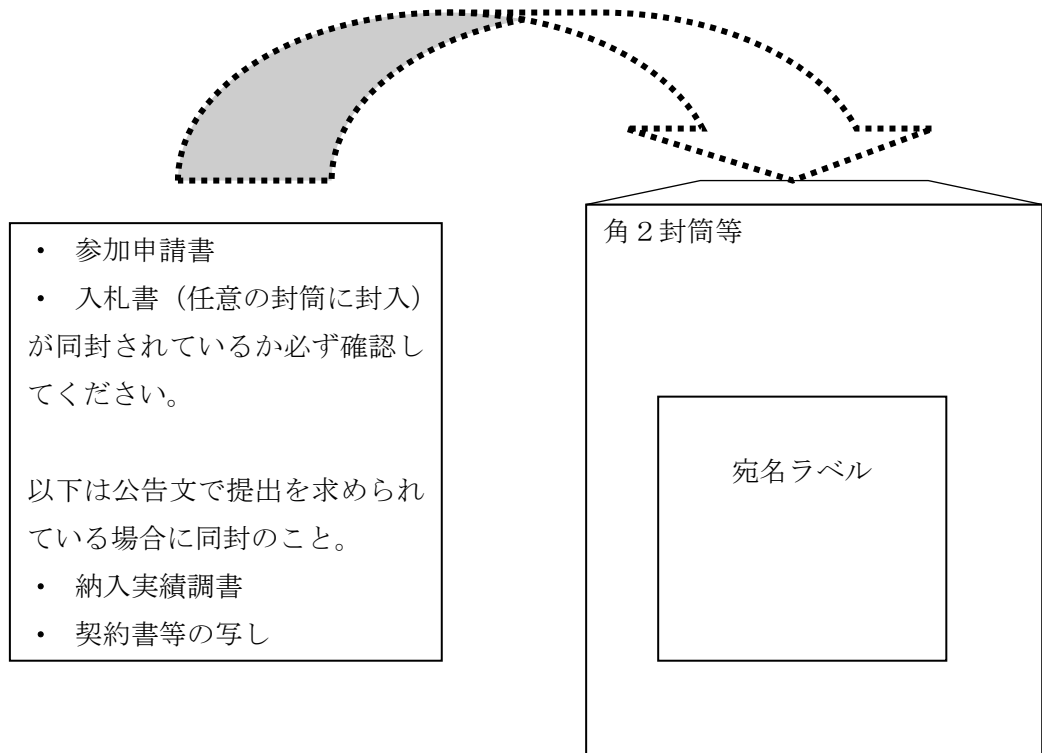 ・　参加申請書
・　入札書（任意の封筒に封入）
が同封されているか必ず確認し
てください。
以下は公告文で提出を求められ
ている場合に同封のこと。
・　納入実績調書
・　契約書等の写し
角２封筒等
宛名ラベル